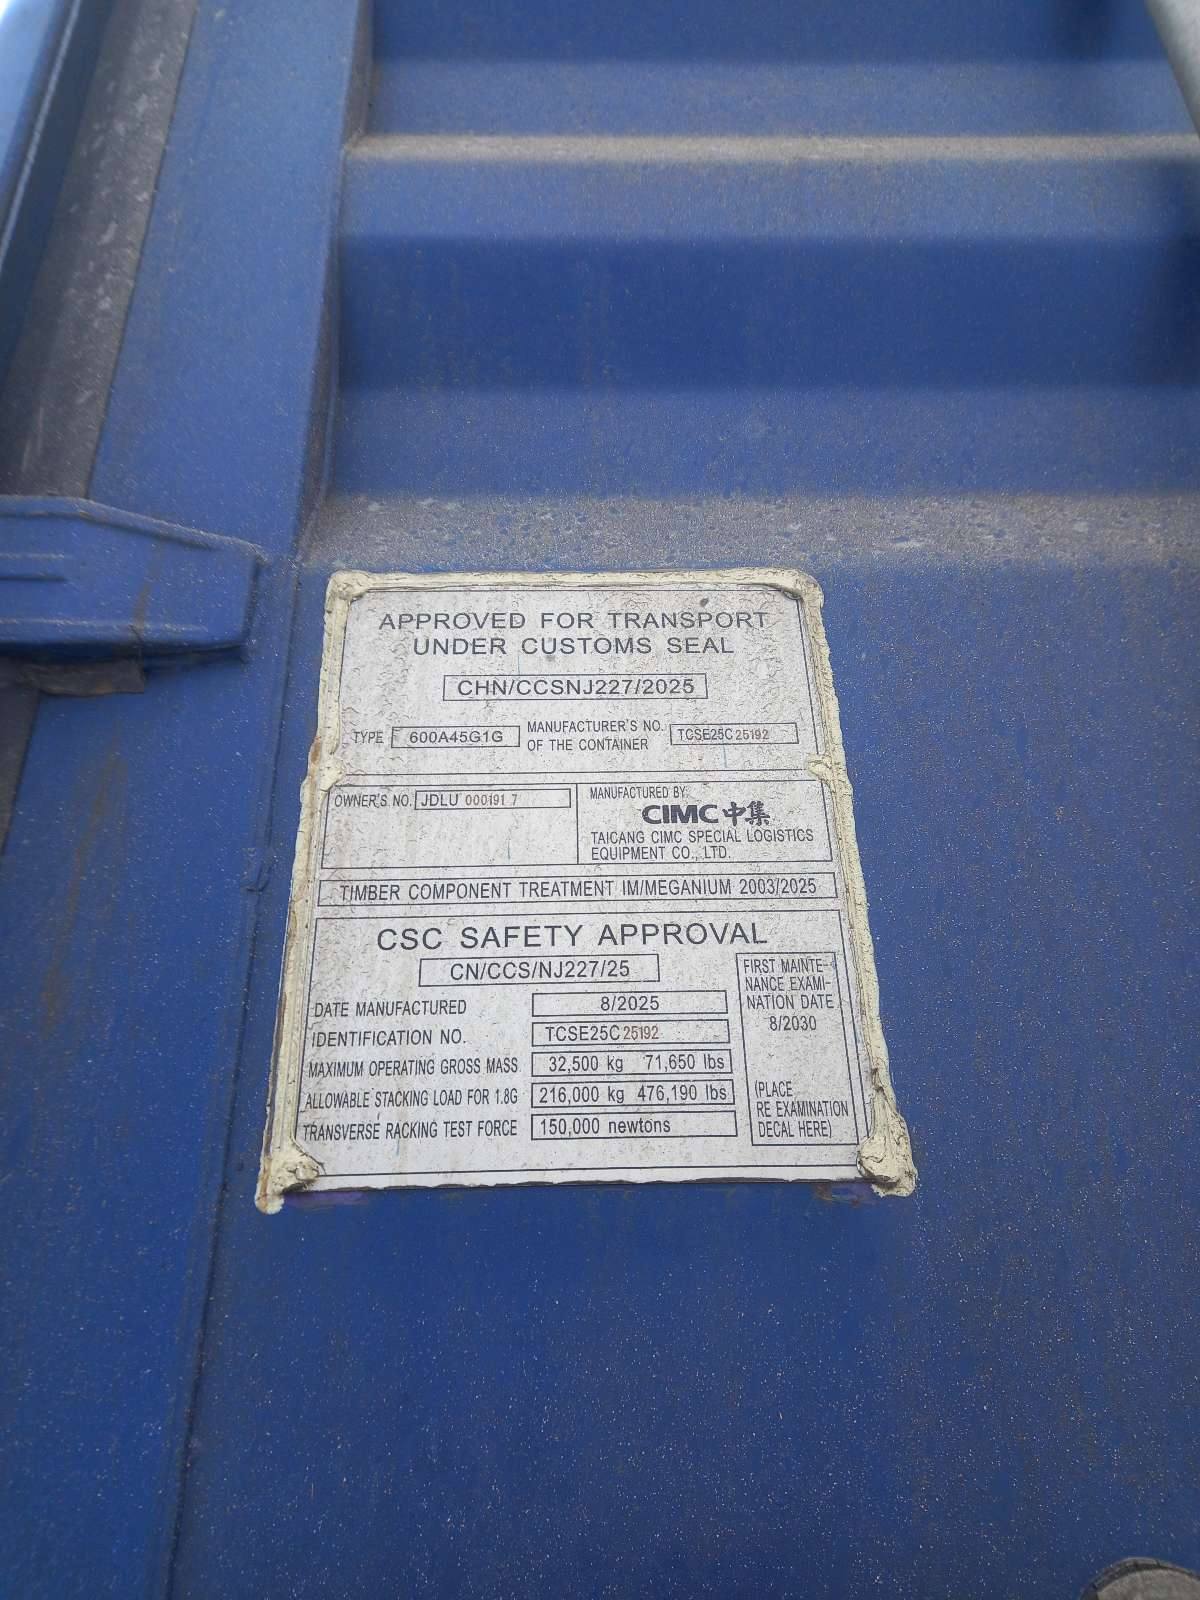 APPROVED FOR TRANSPORT
UNDER CUSTOMS SEAL
CHN/CCSNJ227/2025
TYPE 600A45G1G
MANUFACTURER'S NO.
OF THE CONTAINER
TCSE25C 25192
OWNER'S NO. JDLU 000191 7
MANUFACTURED BY:
CIMC 中集
TAICANG CIMC SPECIAL LOGISTICS
EQUIPMENT CO., LTD.
TIMBER COMPONENT TREATMENT IM/MEGANIUM 2003/2025
CSC SAFETY APPROVAL
CN/CCS/NJ227/25
DATE MANUFACTURED 8/2025
IDENTIFICATION NO. TCSE25C 25192
MAXIMUM OPERATING GROSS MASS 32,500 kg 71,650 lbs
ALLOWABLE STACKING LOAD FOR 1.8G 216,000 kg 476,190 lbs
TRANSVERSE RACKING TEST FORCE 150,000 newtons
FIRST MAINTE-
NANCE EXAMI-
NATION DATE
8/2030
(PLACE
RE EXAMINATION
DECAL HERE)